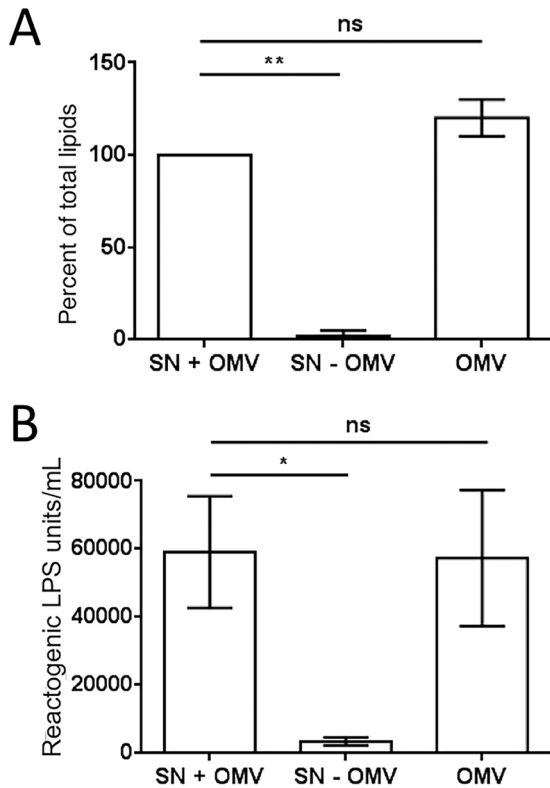 A
ns
**
Percent of total lipids
150
100
50
0
SN + OMV SN - OMV OMV
B
ns
*
Reactogenic LPS units/mL
80000
60000
40000
20000
0
SN + OMV SN - OMV OMV